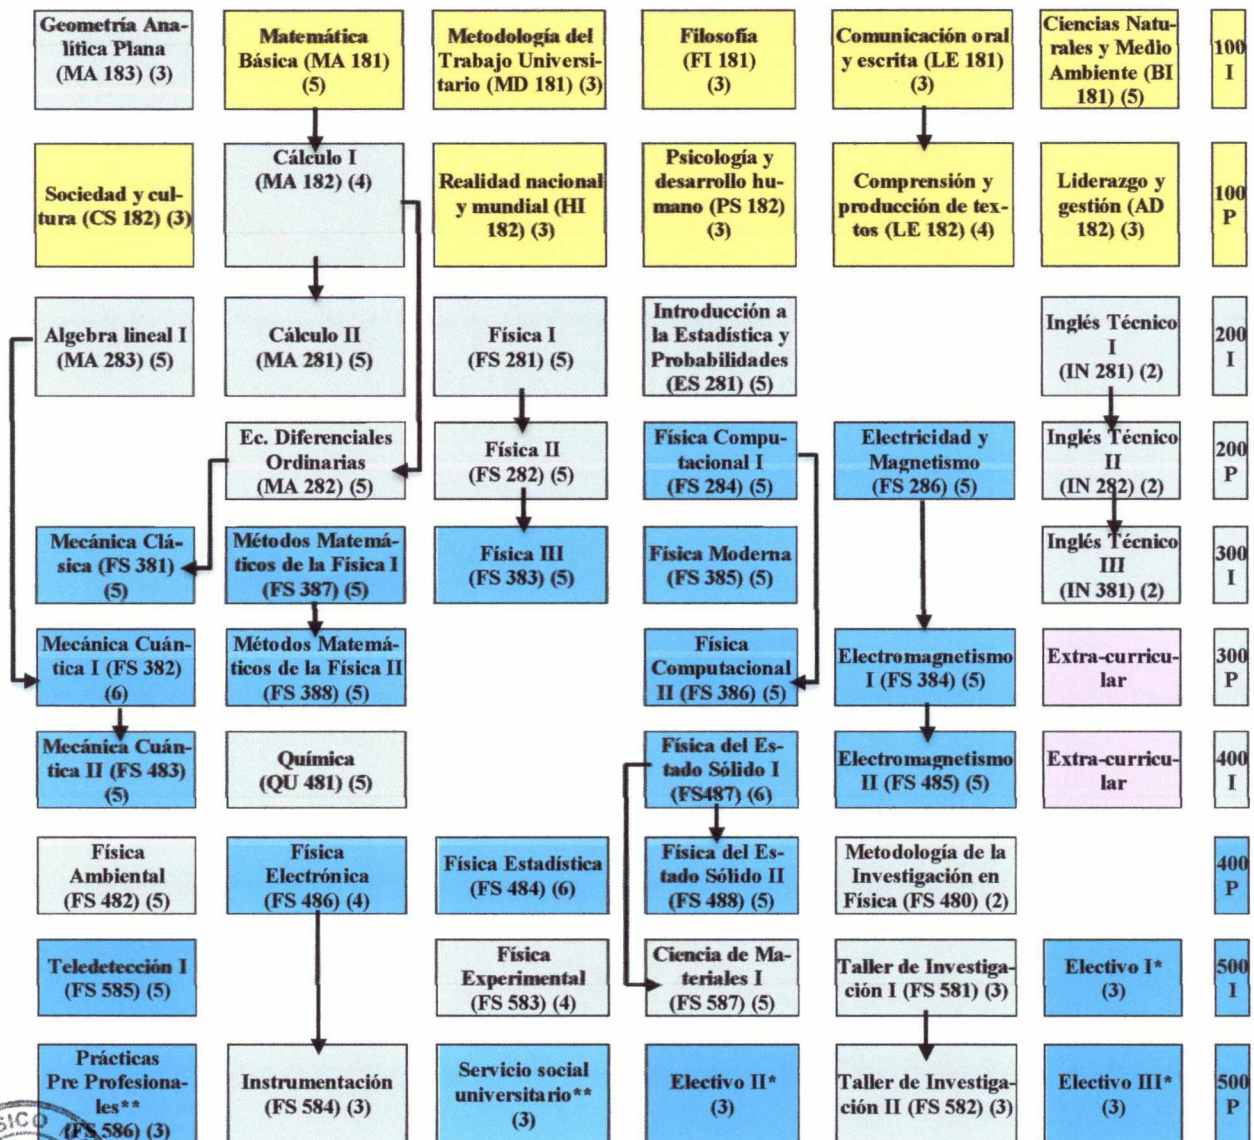 Geometría Ana-
lítica Plana
(MA 183) (3)
Matemática
Básica (MA 181)
(5)
Metodología del
Trabajo Universi-
tario (MD 181) (3)
Filosofía
(FI 181)
(3)
Comunicación oral
y escrita (LE 181)
(3)
Ciencias Natu-
rales y Medio
Ambiente (BI
181) (5)
100
I
Sociedad y cul-
tura (CS 182) (3)
Cálculo I
(MA 182) (4)
Realidad nacional
y mundial (HI
182) (3)
Psicología y
desarrollo hu-
mano (PS 182)
(3)
Comprensión y
producción de tex-
tos (LE 182) (4)
Liderazgo y
gestión (AD
182) (3)
100
P
Algebra lineal I
(MA 283) (5)
Cálculo II
(MA 281) (5)
Física I
(FS 281) (5)
Introducción a
la Estadística y
Probabilidades
(ES 281) (5)
Inglés Técnico
I
(IN 281) (2)
200
I
Ec. Diferenciales
Ordinarias
(MA 282) (5)
Física II
(FS 282) (5)
Física Compu-
tacional I
(FS 284) (5)
Electricidad y
Magnetismo
(FS 286) (5)
Inglés Técnico
II
(IN 282) (2)
200
P
Mecánica Clá-
sica (FS 381)
(5)
Métodos Matemá-
ticos de la Física I
(FS 387) (5)
Física III
(FS 383) (5)
Física Moderna
(FS 385) (5)
Inglés Técnico
III
(IN 381) (2)
300
I
Mecánica Cuán-
tica I (FS 382)
(6)
Métodos Matemá-
ticos de la Física II
(FS 388) (5)
Física
Computacional
II (FS 386) (5)
Electromagnetismo
I (FS 384) (5)
Extra-curricu-
lar
300
P
Mecánica Cuán-
tica II (FS 483)
(5)
Química
(QU 481) (5)
Física del Es-
tado Sólido I
(FS487) (6)
Electromagnetismo
II (FS 485) (5)
Extra-curricu-
lar
400
I
Física
Ambiental
(FS 482) (5)
Física
Electrónica
(FS 486) (4)
Física Estadística
(FS 484) (6)
Física del Es-
tado Sólido II
(FS 488) (5)
Metodología de la
Investigación en
Física (FS 480) (2)
400
P
Teledetección I
(FS 585) (5)
Física
Experimental
(FS 583) (4)
Ciencia de Ma-
teriales I
(FS 587) (5)
Taller de Investiga-
ción I (FS 581) (3)
Electivo I*
(3)
500
I
Prácticas
Pre Profesiona-
les**
(FS 586) (3)
Instrumentación
(FS 584) (3)
Servicio social
universitario**
(3)
Electivo II*
(3)
Taller de Investiga-
ción II (FS 582) (3)
Electivo III*
(3)
500
P